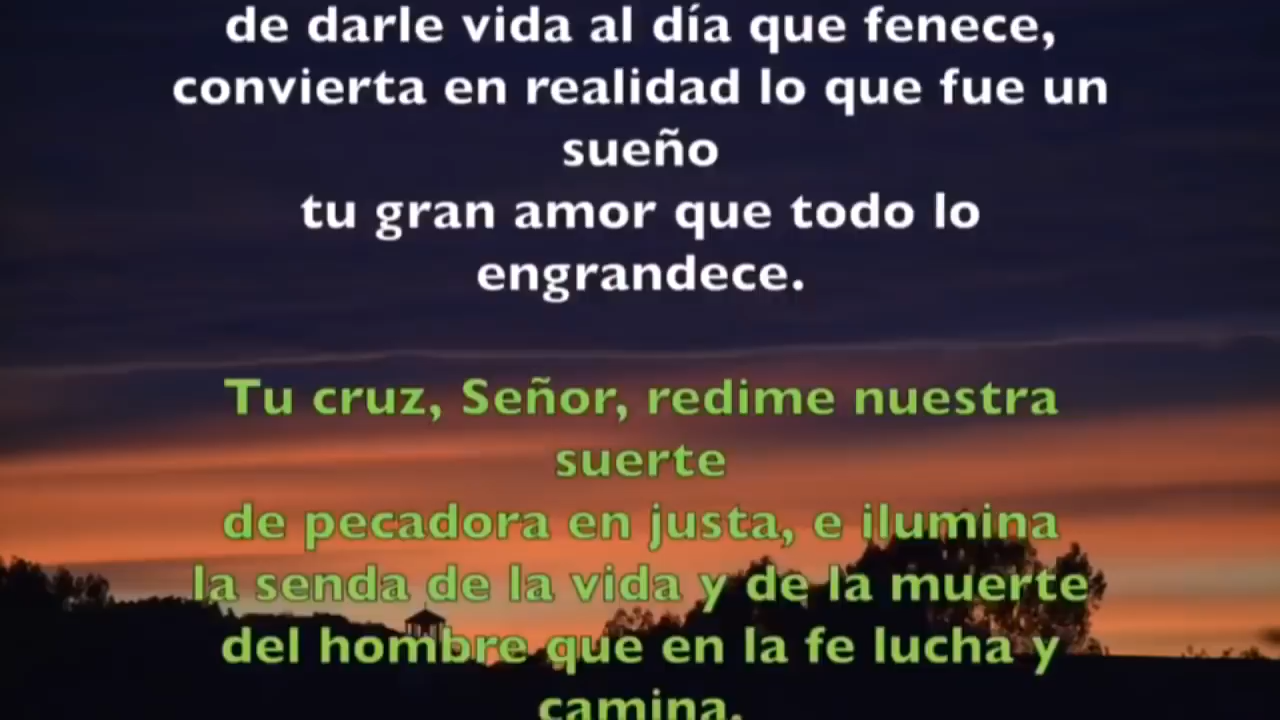 de darle vida al día que fenece,
convierta en realidad lo que fue un
sueño
tu gran amor que todo lo
engrandece.
Tu cruz, Señor, redime nuestra
suerte
de pecadora en justa, e ilumina
la senda de la vida y de la muerte
del hombre que en la fe lucha y
camina.